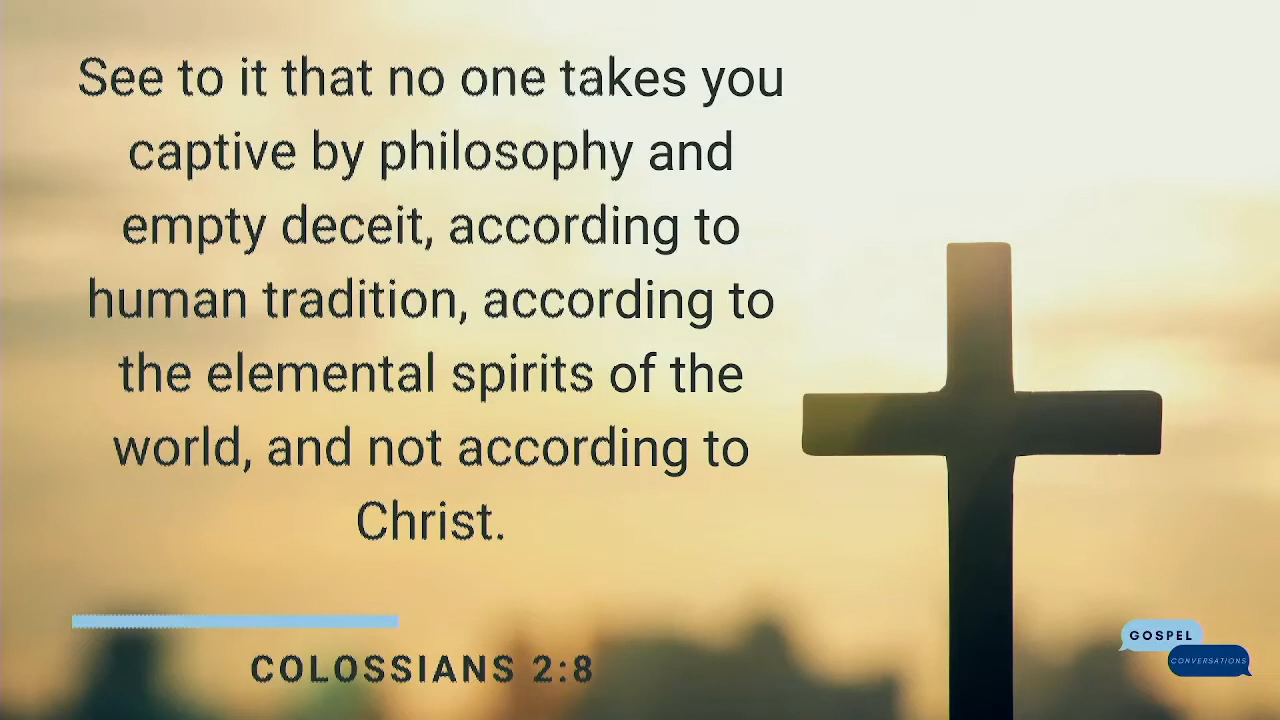 See to it that no one takes you
captive by philosophy and
empty deceit, according to
human tradition, according to
the elemental spirits of the
world, and not according to
Christ.
COLOSSIANS 2:8
GOSPEL
CONVERSATIONS